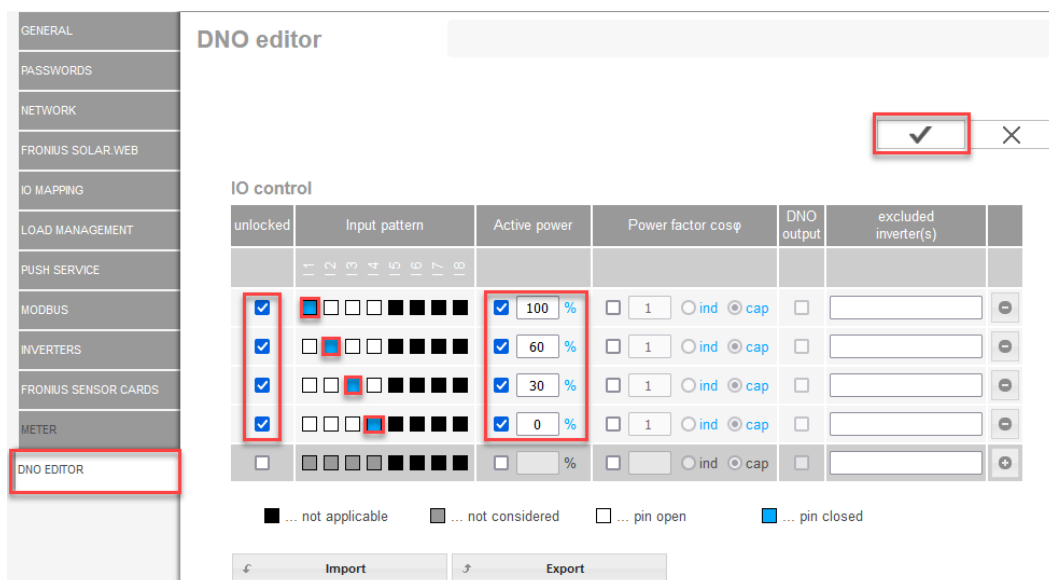 GENERAL
PASSWORDS
NETWORK
FRONIUS SOLAR.WEB
IO MAPPING
LOAD MANAGEMENT
PUSH SERVICE
MODBUS
INVERTERS
FRONIUS SENSOR CARDS
METER
DNO EDITOR
DNO editor
IO control
unlocked Input pattern Active power Power factor cosφ DNO output excluded inverter(s)
I1 I2 I3 I4 I5 I6 I7 I8
100 % 1 ind cap
60 % 1 ind cap
30 % 1 ind cap
0 % 1 ind cap
% ind cap
... not applicable ... not considered ... pin open ... pin closed
Import Export